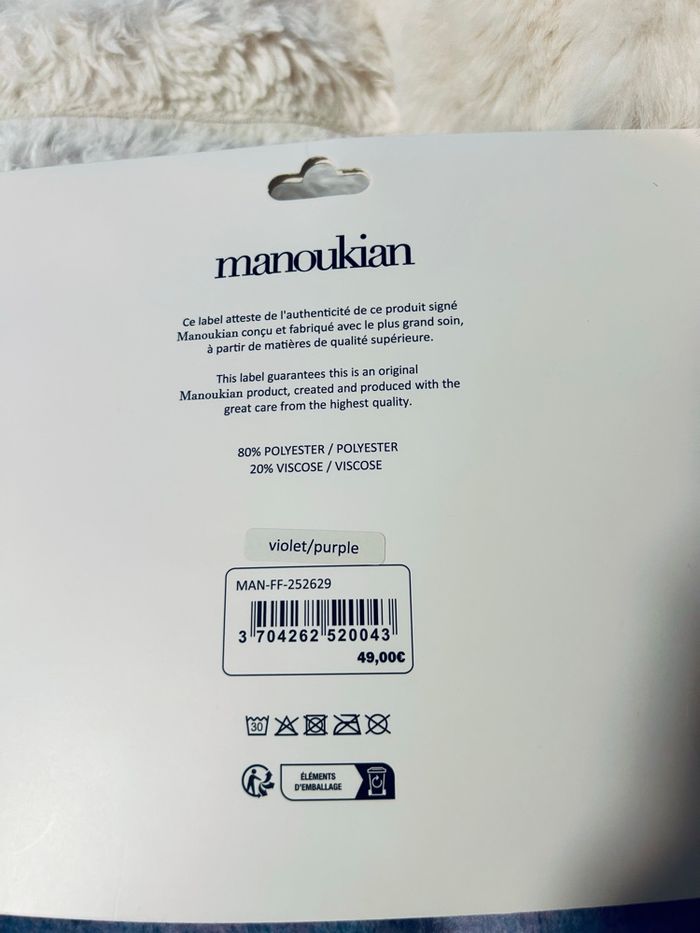 manoukian
Ce label atteste de l'authenticité de ce produit signé
Manoukian conçu et fabriqué avec le plus grand soin,
à partir de matières de qualité supérieure.
This label guarantees this is an original
Manoukian product, created and produced with the
great care from the highest quality.
80% POLYESTER / POLYESTER
20% VISCOSE / VISCOSE
violet/purple
MAN-FF-252629
3 704262 520043
49,00€
30
ÉLÉMENTS
D'EMBALLAGE